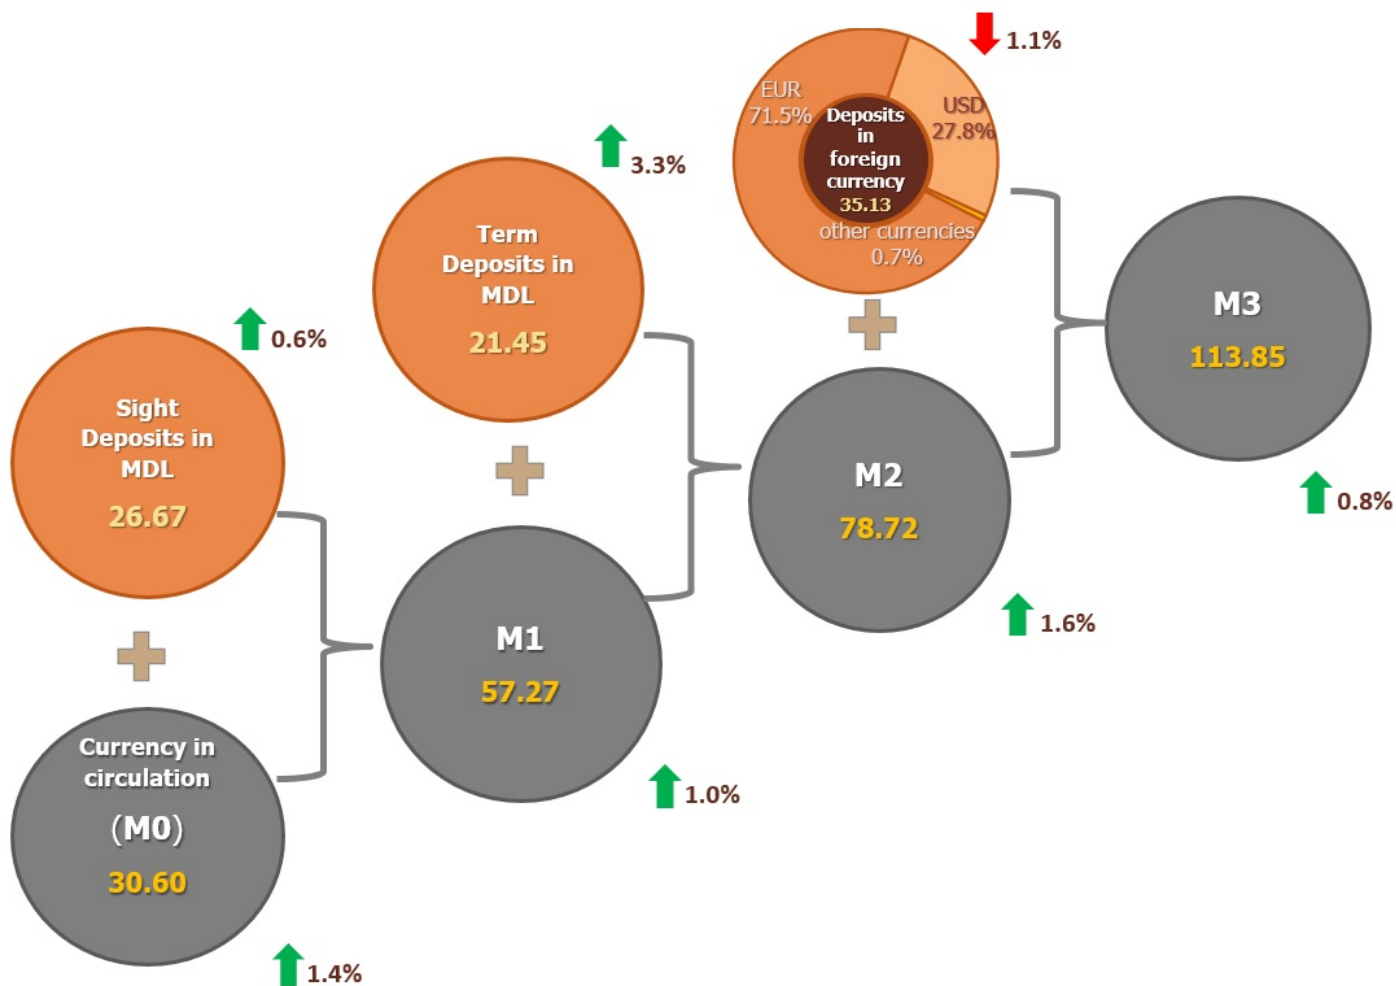 1.1%
EUR
71.5%
USD
27.8%
Deposits
in
foreign
currency
35.13
other currencies
0.7%
3.3%
Term
Deposits in
MDL
21.45
M3
113.85
0.8%
0.6%
Sight
Deposits in
MDL
26.67
M2
78.72
1.6%
M1
57.27
1.0%
Currency in
circulation
(M0)
30.60
1.4%